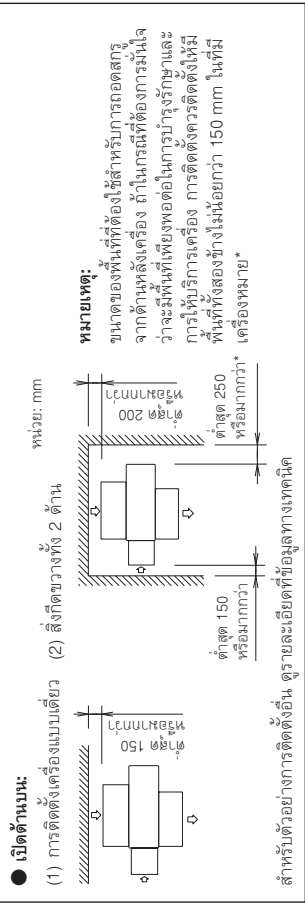 ● เปิดด้านบน:
หน่วย: mm
(1) การติดตั้งเครื่องแบบเดี่ยว
(2) สิ่งกีดขวางทั้ง 2 ด้าน
ต่ำสุด 150
หรือมากกว่า
ต่ำสุด 200
หรือมากกว่า
ต่ำสุด 150
หรือมากกว่า
ต่ำสุด 250
หรือมากกว่า*
หมายเหตุ:
ขนาดของพื้นที่ที่ต้องใช้สำหรับการถอดสกรู
จากด้านหลังเครื่อง ถ้าในกรณีที่ต้องการมั่นใจ
ว่าจะมีพื้นที่เพียงพอต่อในการบำรุงรักษาและ
การให้บริการเครื่อง การติดตั้งควรติดตั้งให้มี
พื้นที่ทั้งสองข้างไม่น้อยกว่า 150 mm ในที่มี
เครื่องหมาย*
สำหรับตัวอย่างการติดตั้งอื่น ดูรายละเอียดที่ข้อมูลทางเทคนิค